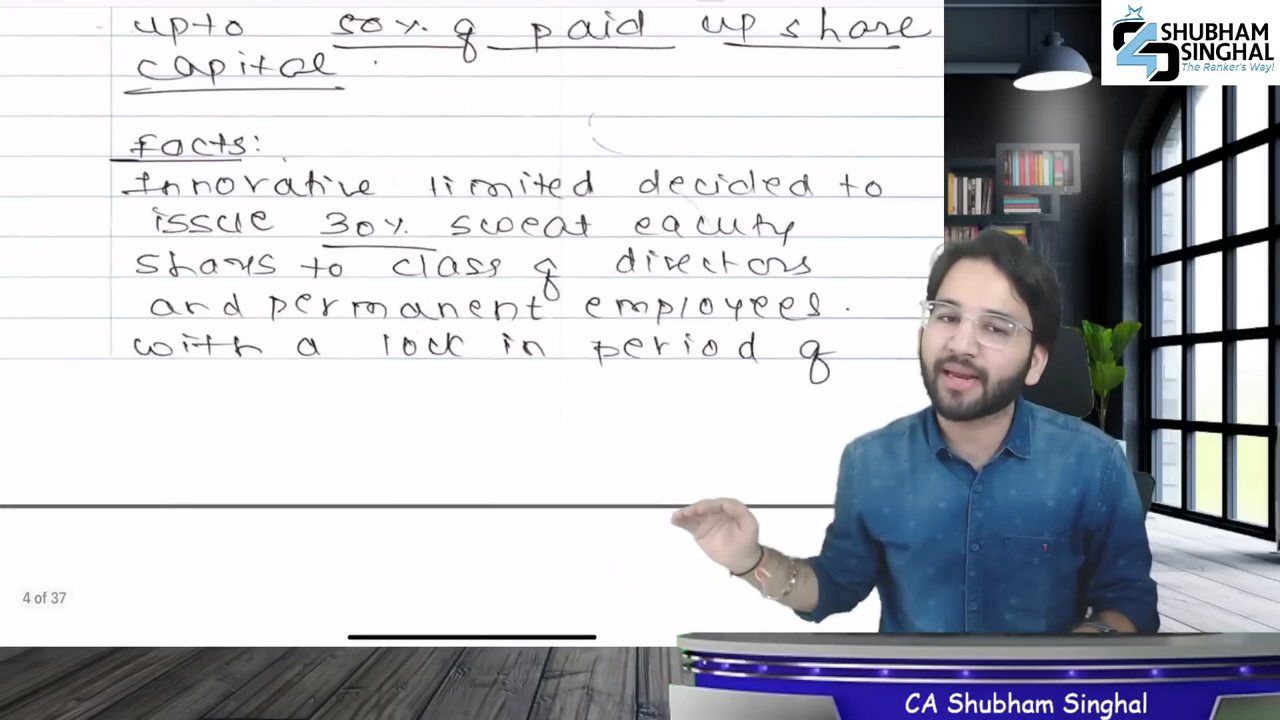 upto 50% of paid up share
capital.
Facts:
Innovative limited decided to
issue 30% sweat equity
shares to class of directors
and permanent employees.
with a lock in period of
4 of 37
SHUBHAM
SINGHAL
The Ranker's Way!
CA Shubham Singhal